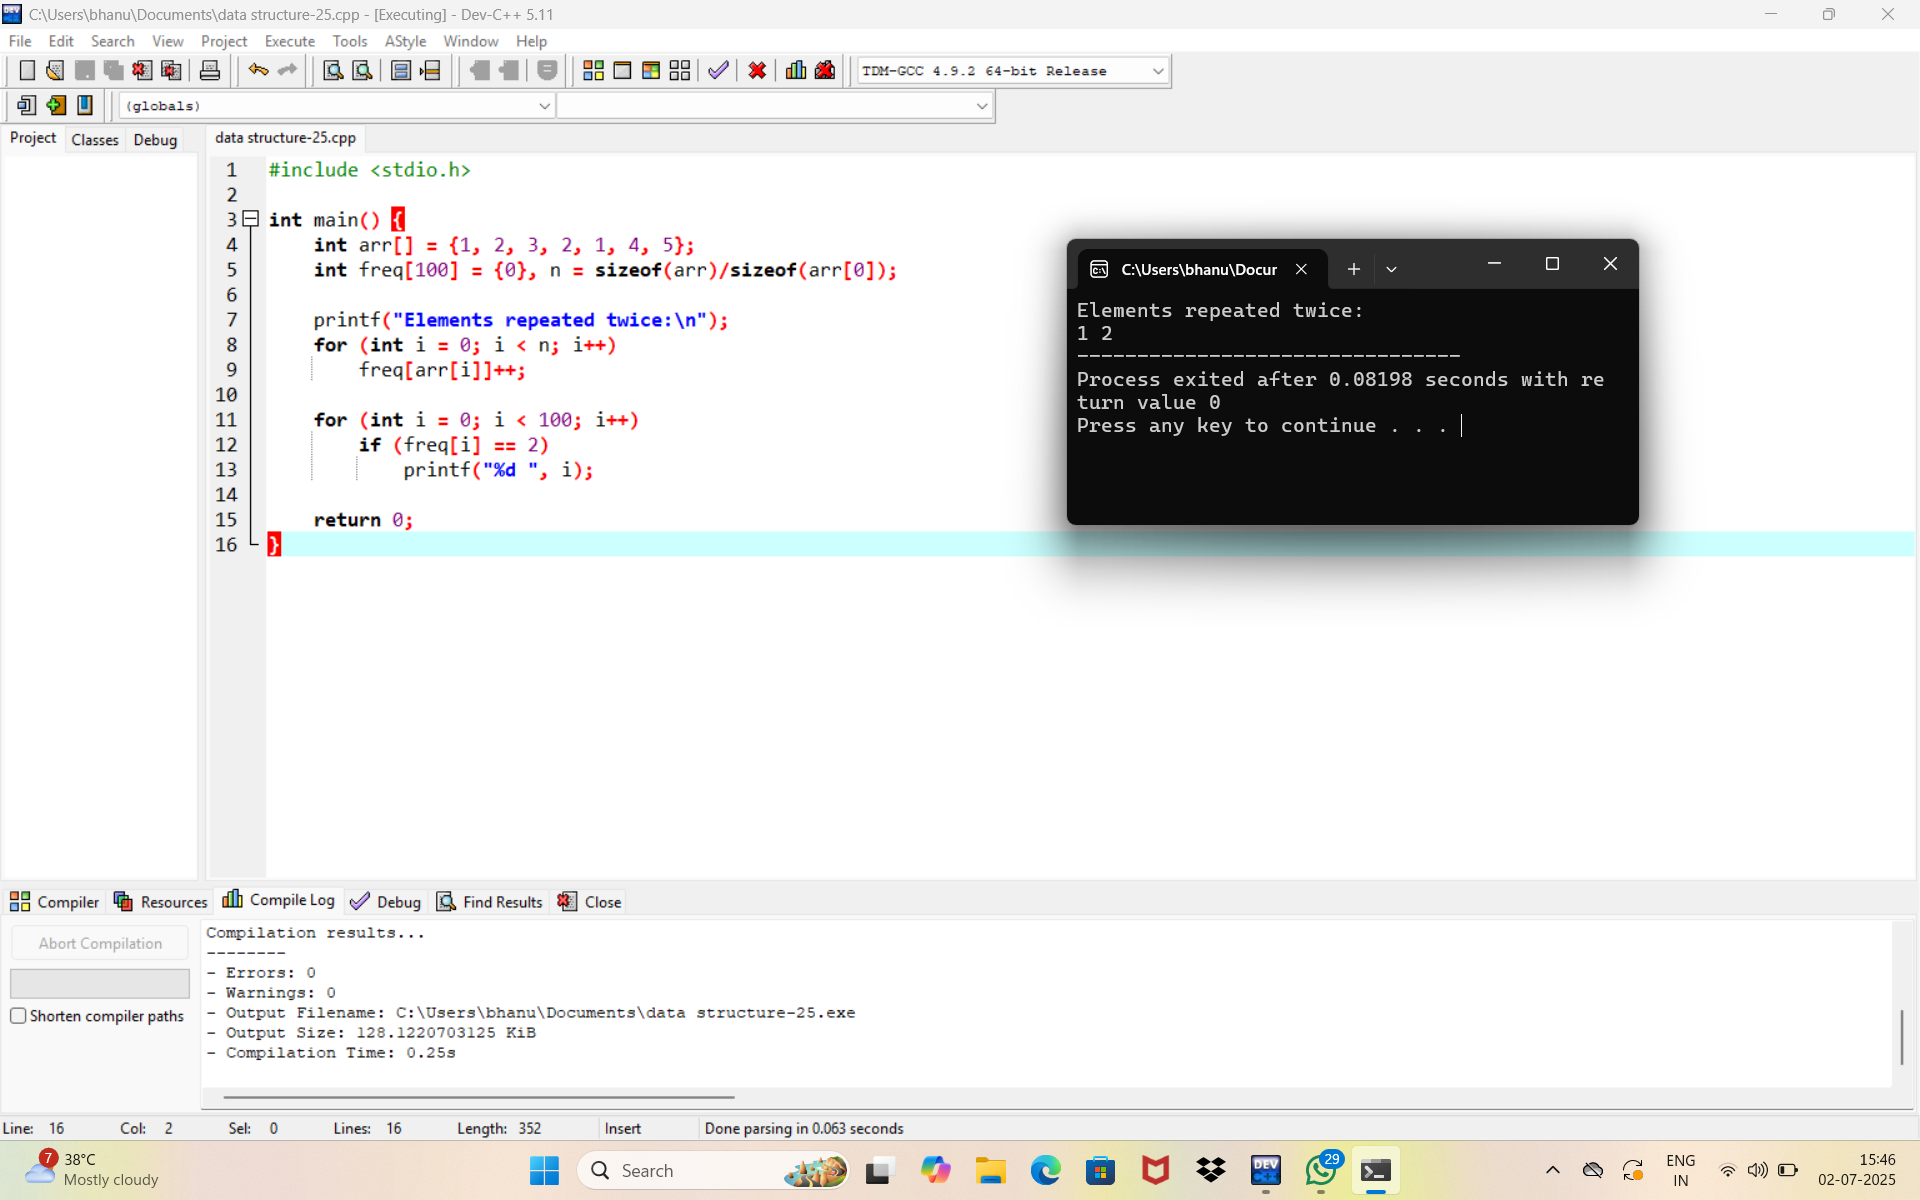 C:\Users\bhanu\Documents\data structure-25.cpp - [Executing] - Dev-C++ 5.11
File Edit Search View Project Execute Tools AStyle Window Help
TDM-GCC 4.9.2 64-bit Release
(globals)
Project Classes Debug data structure-25.cpp
1 #include <stdio.h>
2
3 int main() {
4     int arr[] = {1, 2, 3, 2, 1, 4, 5};
5     int freq[100] = {0}, n = sizeof(arr)/sizeof(arr[0]);
6
7     printf("Elements repeated twice:\n");
8     for (int i = 0; i < n; i++)
9         freq[arr[i]]++;
10
11     for (int i = 0; i < 100; i++)
12         if (freq[i] == 2)
13             printf("%d ", i);
14
15     return 0;
16 }
C:\Users\bhanu\Docur
Elements repeated twice:
1 2
--------------------------------
Process exited after 0.08198 seconds with re
turn value 0
Press any key to continue . . .
Compiler Resources Compile Log Debug Find Results Close
Abort Compilation
Shorten compiler paths
Compilation results...
--------
- Errors: 0
- Warnings: 0
- Output Filename: C:\Users\bhanu\Documents\data structure-25.exe
- Output Size: 128.1220703125 KiB
- Compilation Time: 0.25s
Line: 16 Col: 2 Sel: 0 Lines: 16 Length: 352 Insert Done parsing in 0.063 seconds
7
38°C
Mostly cloudy
Search
DEV
C++
29
ENG
IN
15:46
02-07-2025